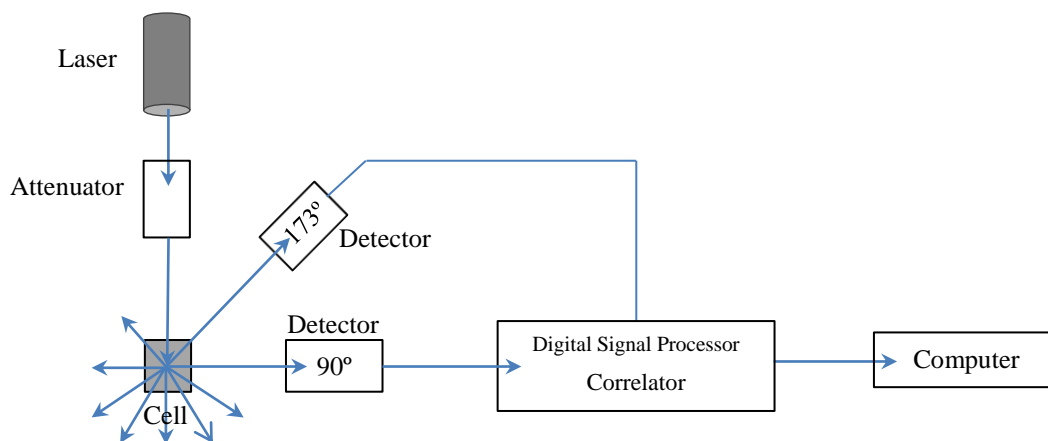 Laser
Attenuator
173º
Detector
Detector
90º
Cell
Digital Signal Processor
Correlator
Computer